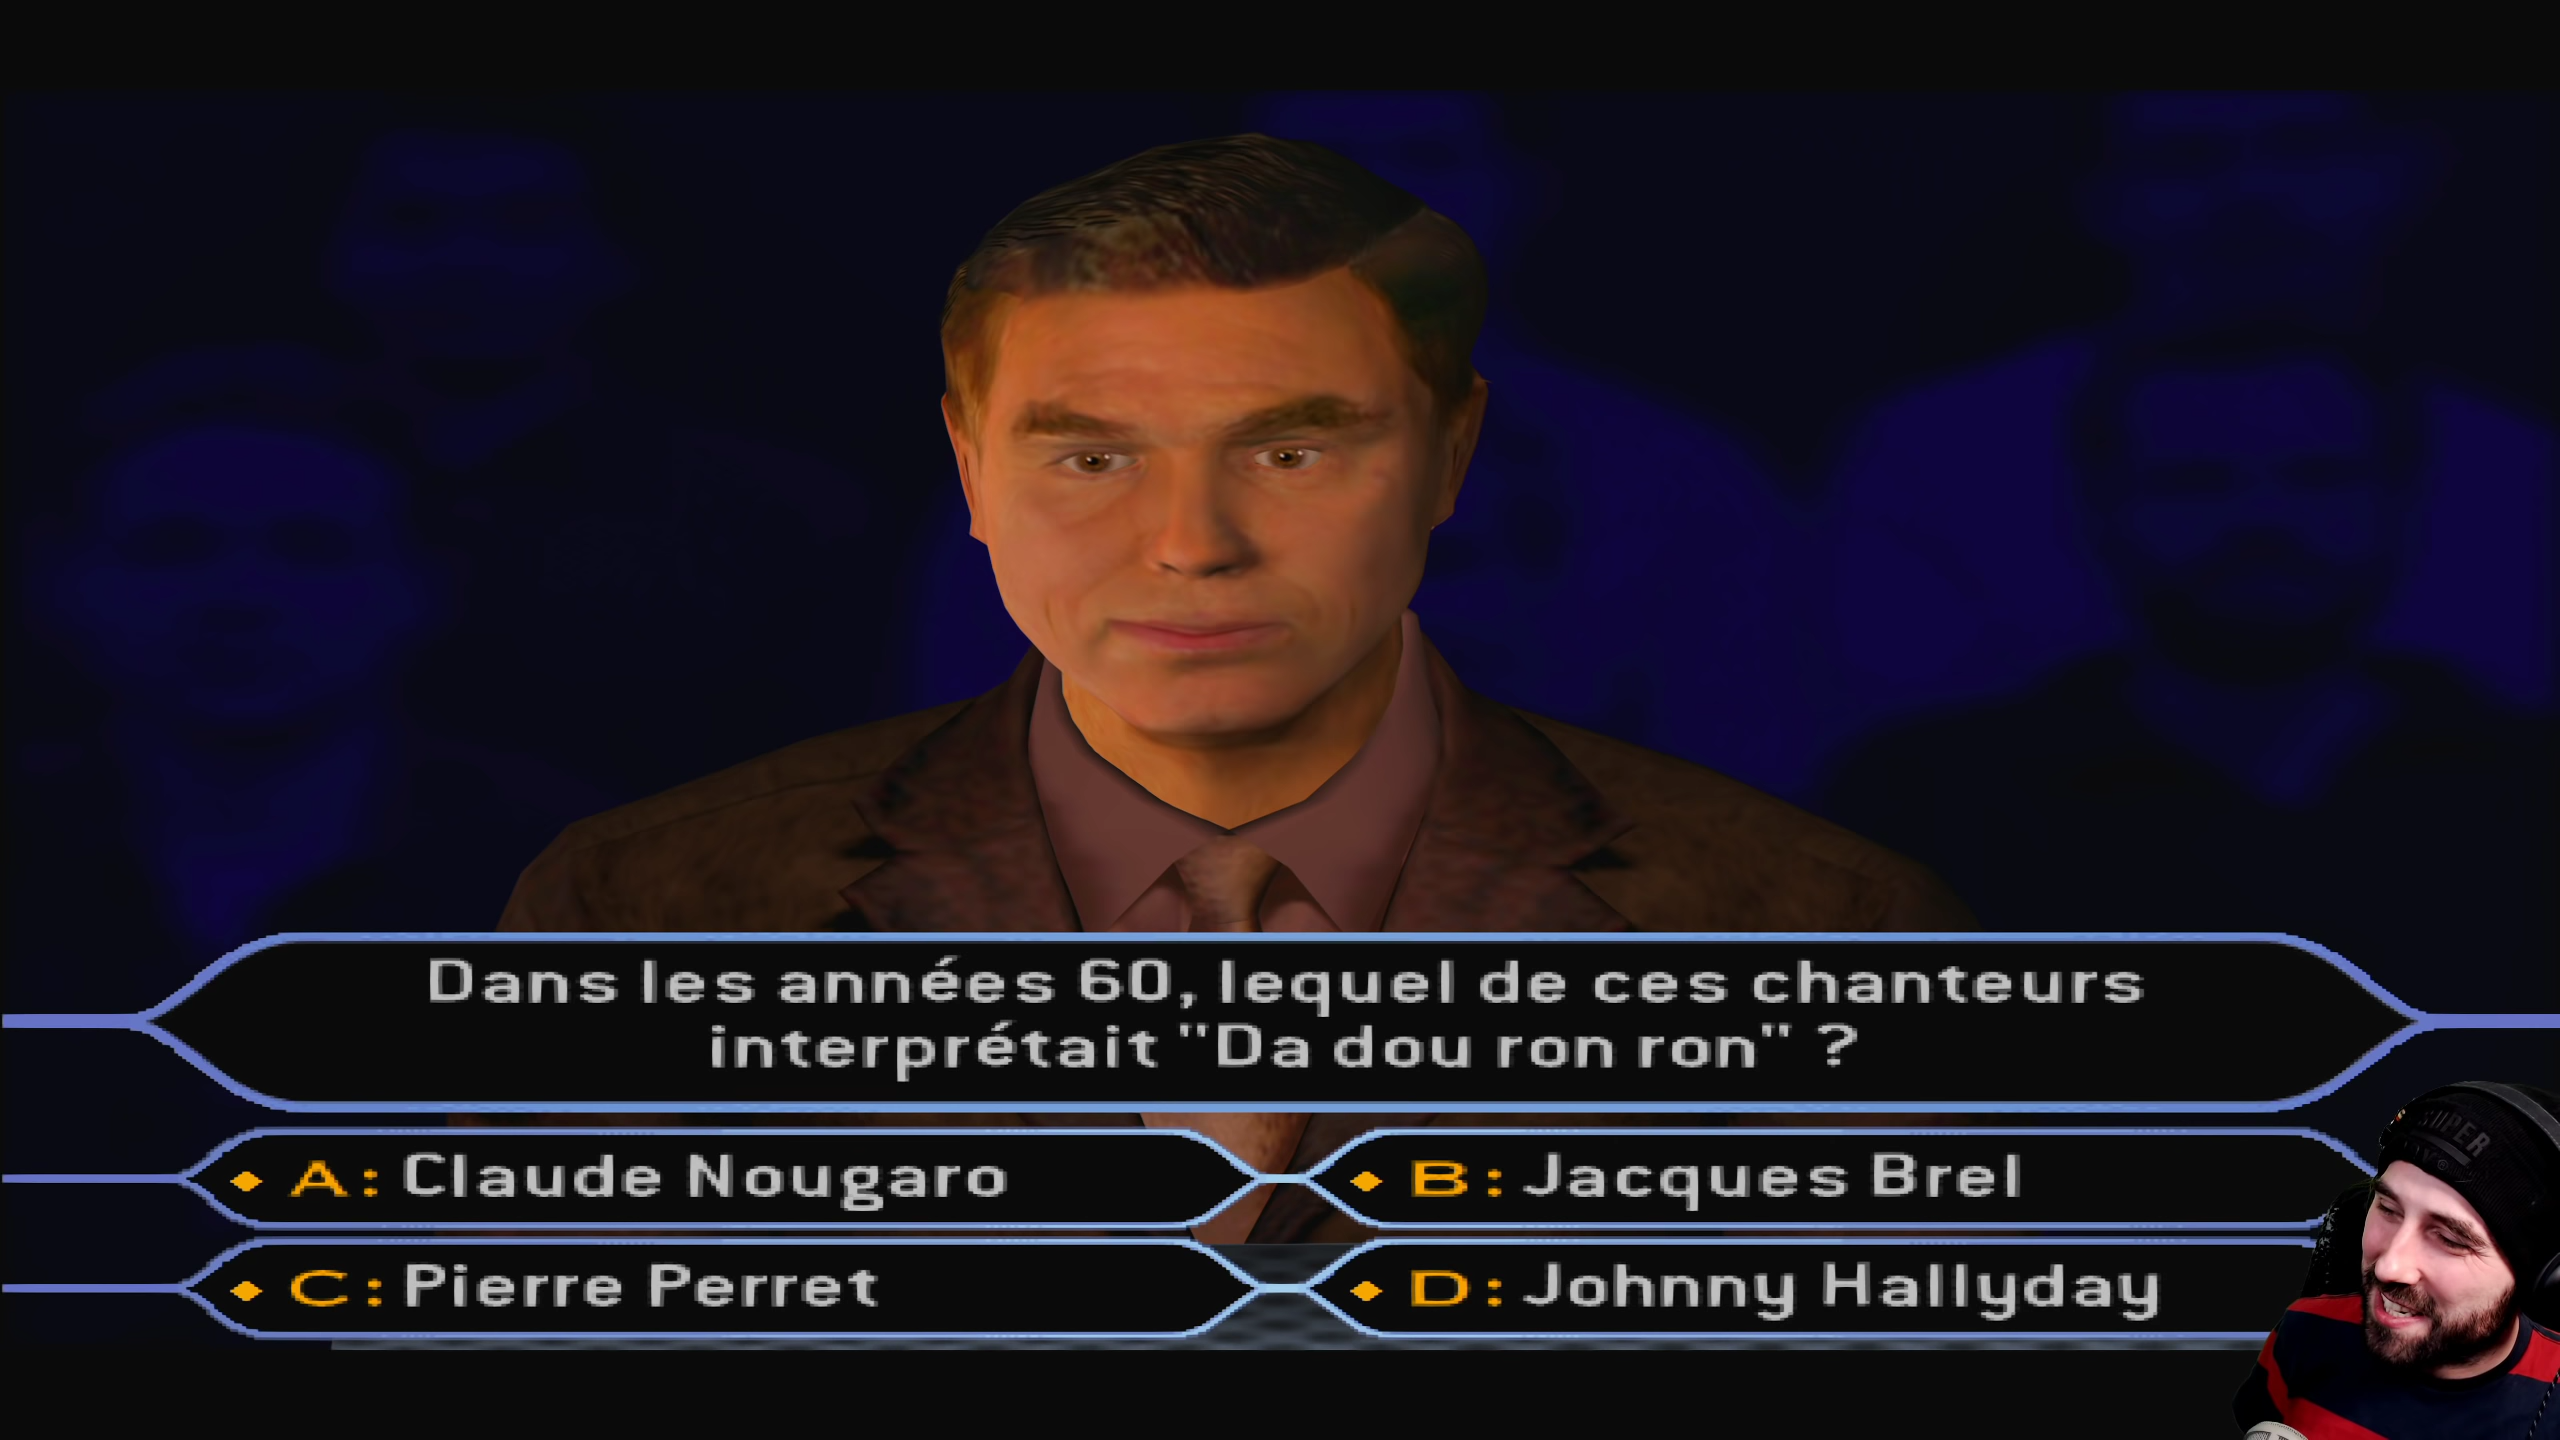 Dans les années 60, lequel de ces chanteurs
interprétait "Da dou ron ron" ?
A: Claude Nougaro
B: Jacques Brel
C: Pierre Perret
D: Johnny Hallyday
SUPER